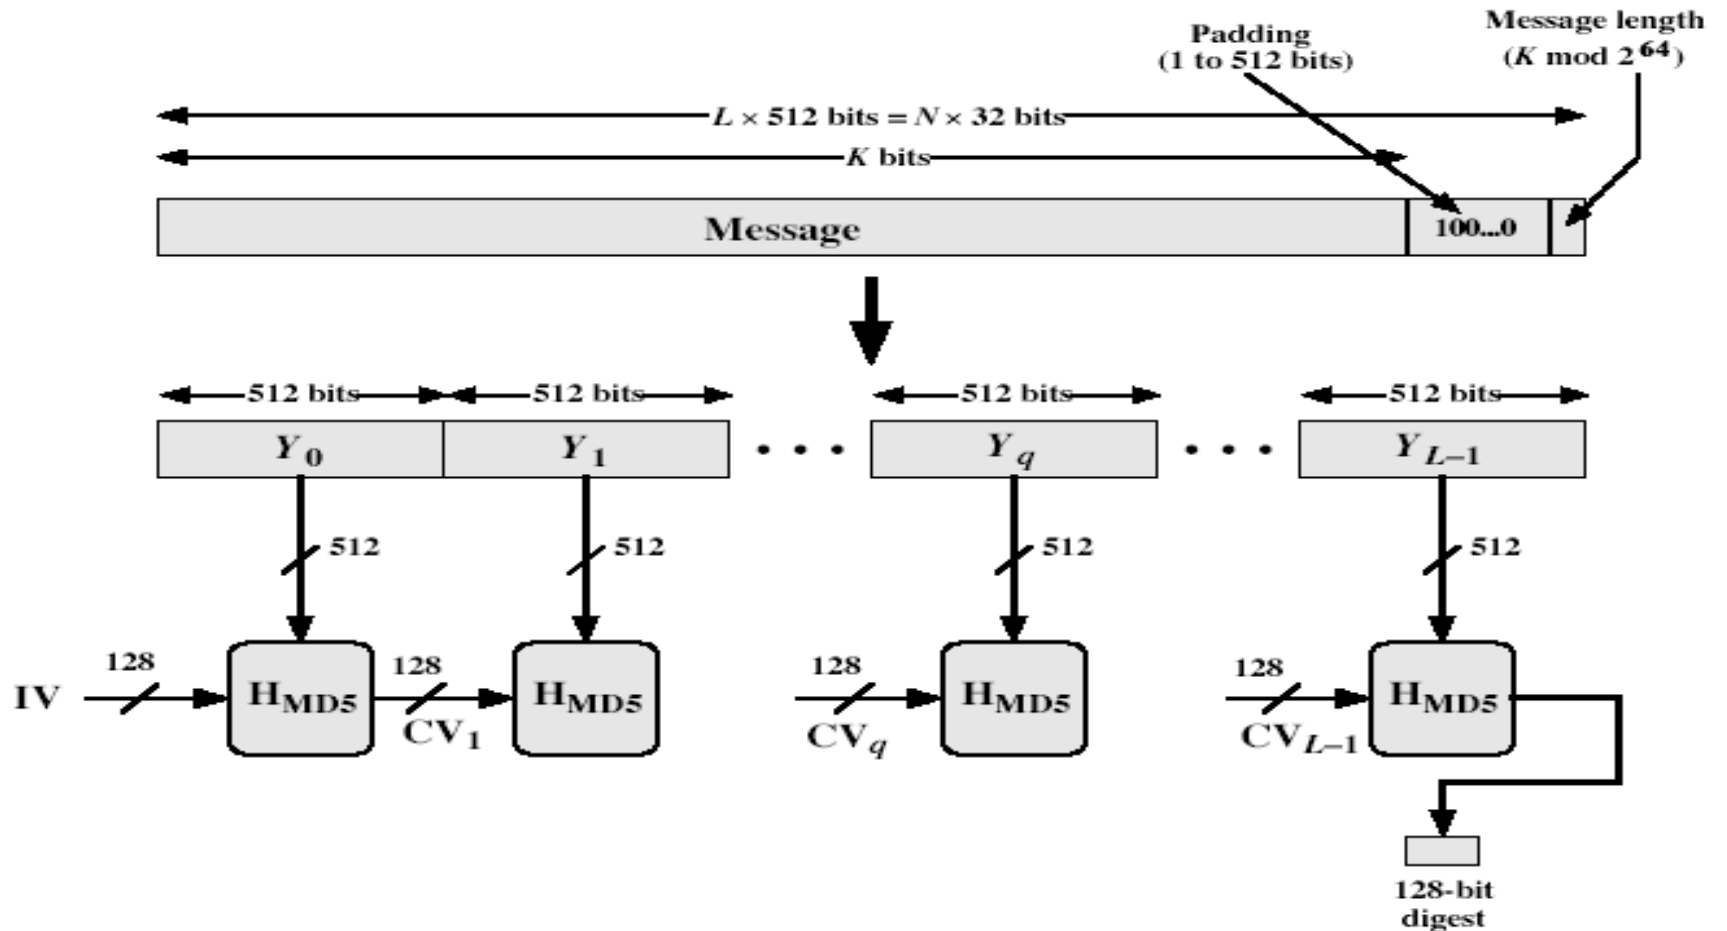 Padding
(1 to 512 bits)
Message length
(K mod 2^64)
L × 512 bits = N × 32 bits
K bits
Message
100...0
512 bits
512 bits
512 bits
512 bits
Y0
Y1
• • •
Yq
• • •
YL–1
512
512
512
512
IV
128
HMD5
128
CV1
HMD5
128
CVq
HMD5
128
CVL–1
HMD5
128-bit
digest